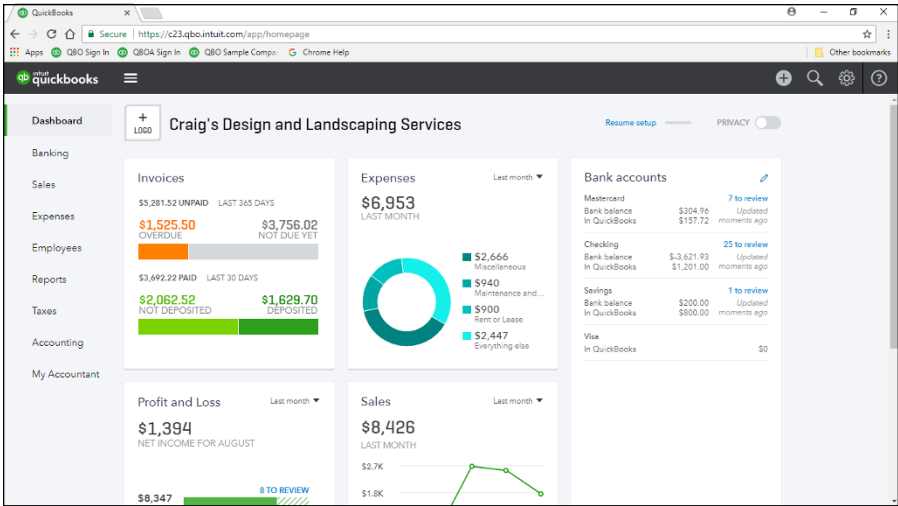 QuickBooks
Secure https://c23.qbo.intuit.com/app/homepage
Apps QBO Sign In QBOA Sign In QBO Sample Compa G Chrome Help Other bookmarks
qb intuit quickbooks
Dashboard
Banking
Sales
Expenses
Employees
Reports
Taxes
Accounting
My Accountant
+ LOGO
Craig's Design and Landscaping Services
Resume setup
PRIVACY
Invoices
$5,281.52 UNPAID LAST 365 DAYS
$1,525.50 $3,756.02
OVERDUE NOT DUE YET
$3,692.22 PAID LAST 30 DAYS
$2,062.52 $1,629.70
NOT DEPOSITED DEPOSITED
Expenses Last month
$6,953
LAST MONTH
$2,666
Miscellaneous
$940
Maintenance and...
$900
Rent or Lease
$2,447
Everything else
Bank accounts
Mastercard 7 to review
Bank balance $304.96 Updated
In QuickBooks $157.72 moments ago
Checking 25 to review
Bank balance $-3,621.93 Updated
In QuickBooks $1,201.00 moments ago
Savings 1 to review
Bank balance $200.00 Updated
In QuickBooks $800.00 moments ago
Visa
In QuickBooks $0
Profit and Loss Last month
$1,394
NET INCOME FOR AUGUST
8 TO REVIEW
$8,347
Sales Last month
$8,426
LAST MONTH
$2.7K
$1.8K